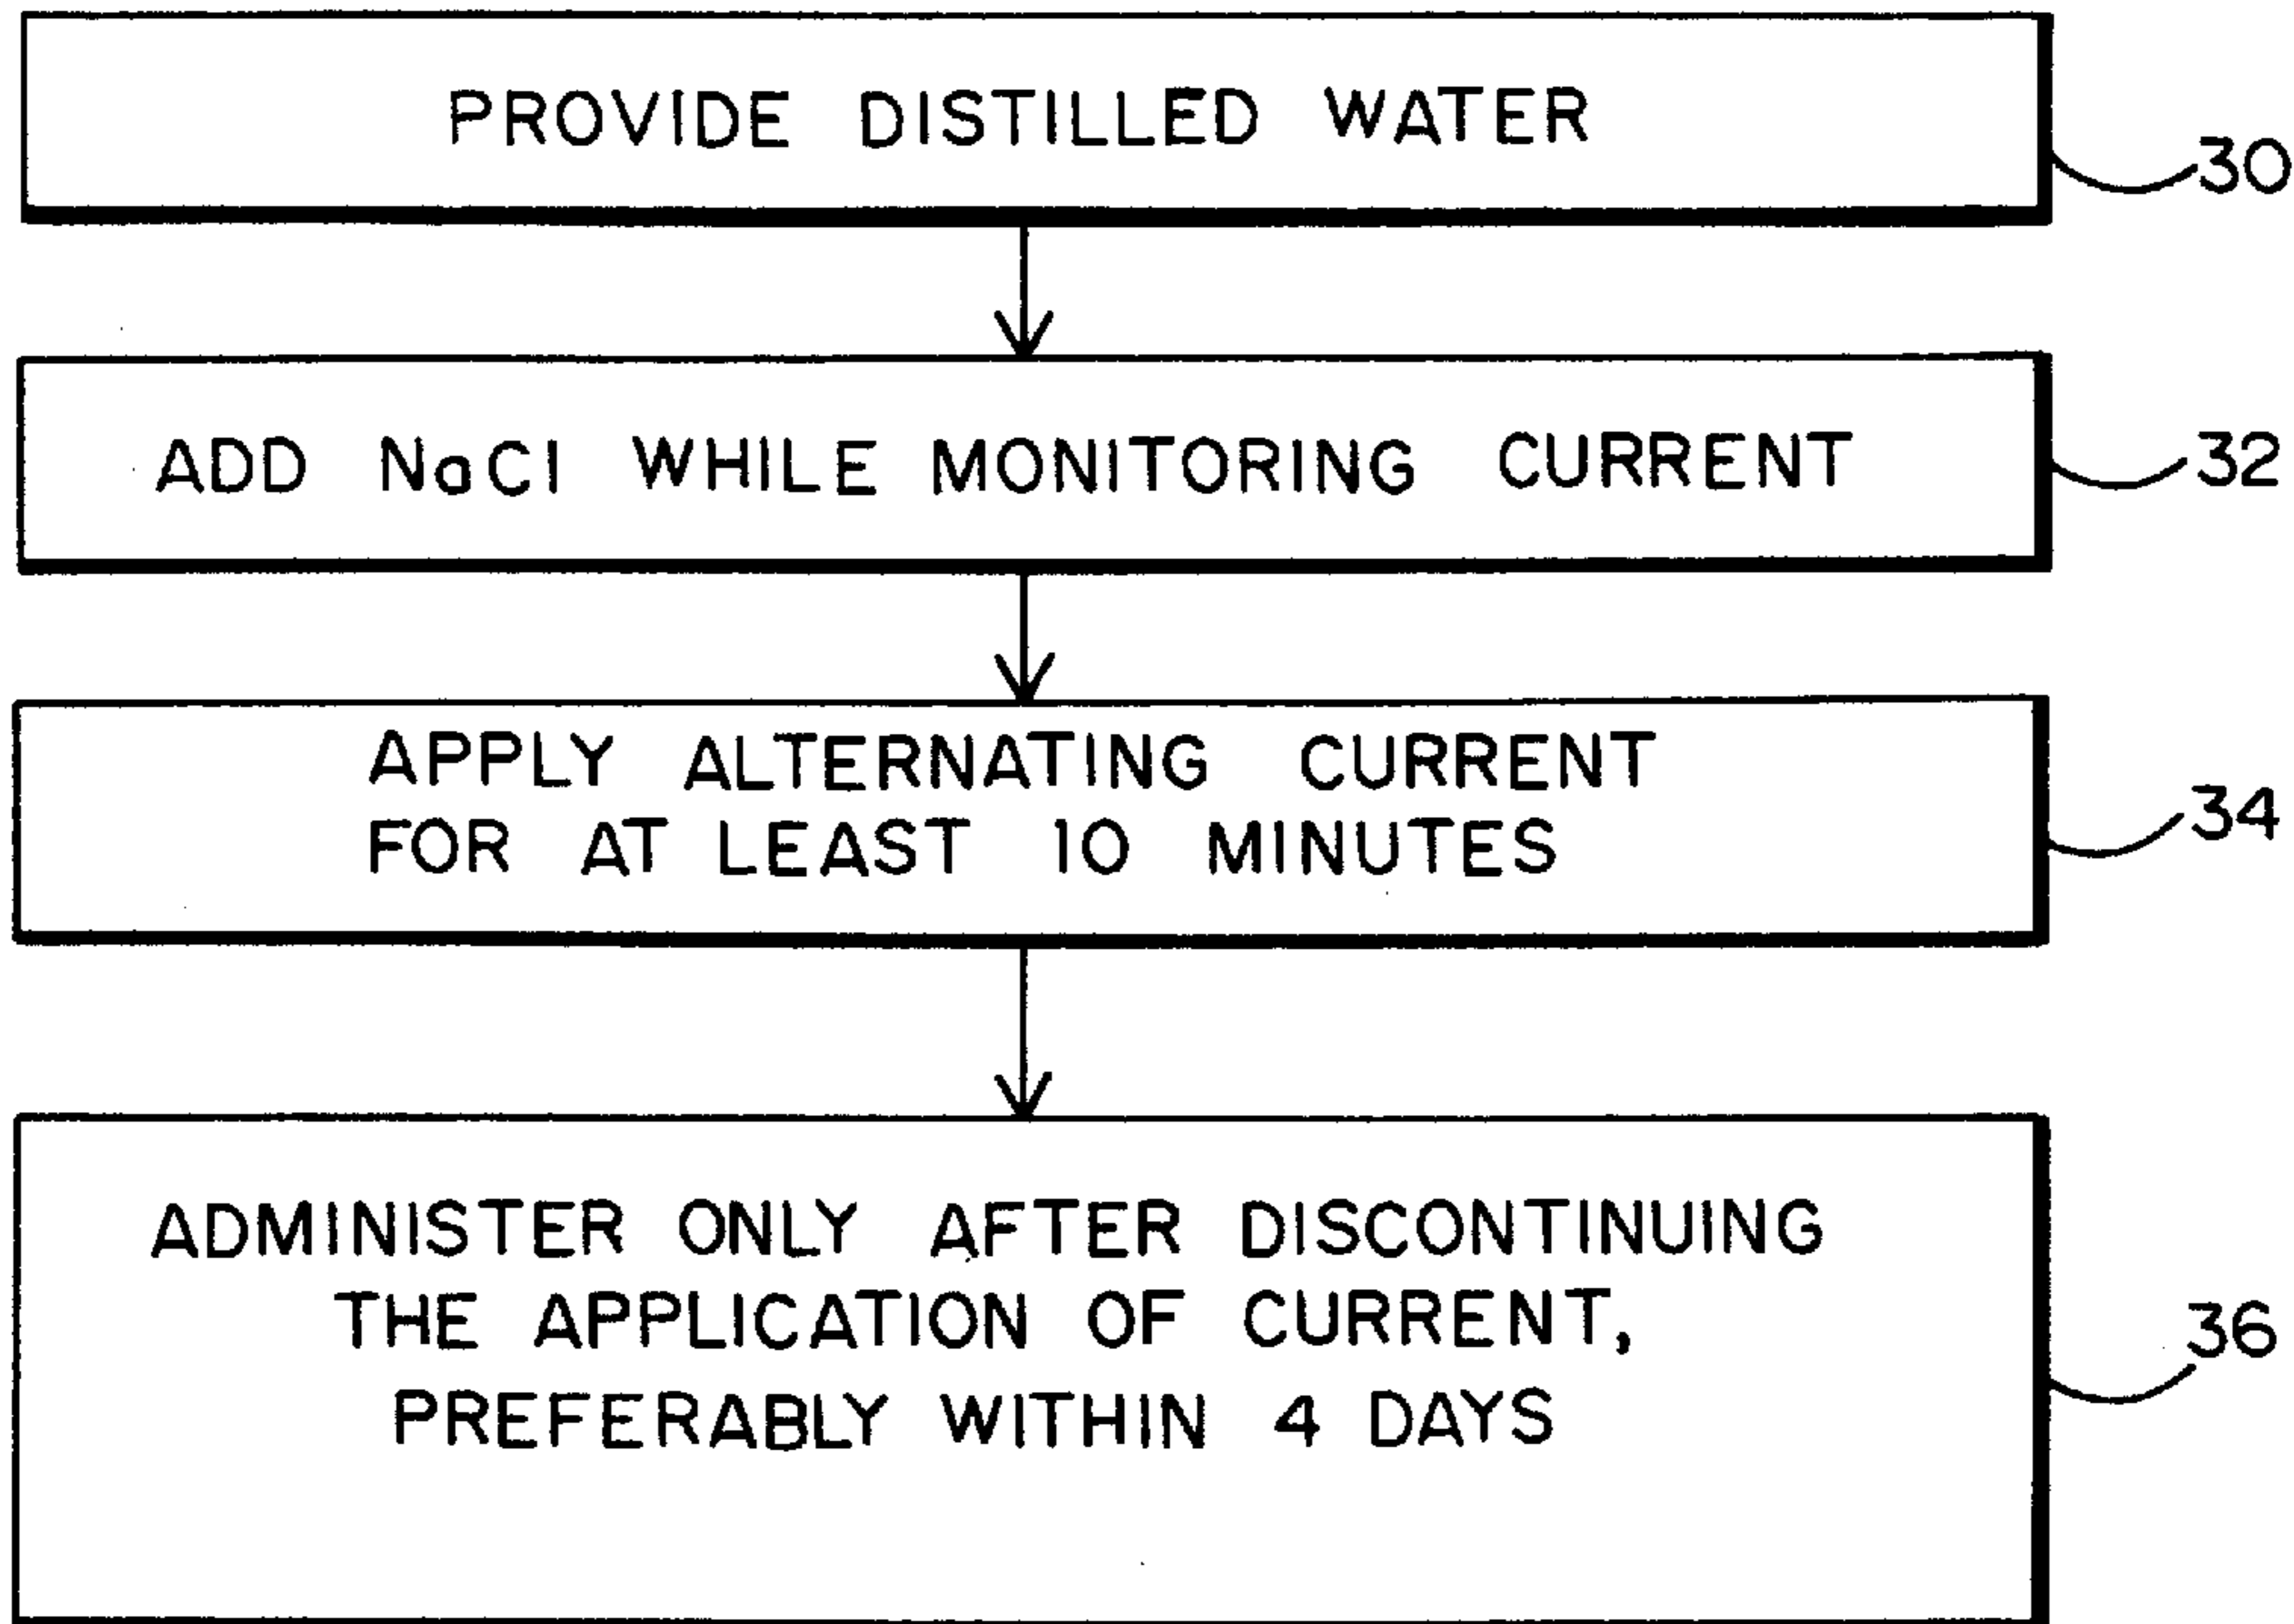 PROVIDE DISTILLED WATER
30
ADD NaCl WHILE MONITORING CURRENT
32
APPLY ALTERNATING CURRENT
FOR AT LEAST 10 MINUTES
34
ADMINISTER ONLY AFTER DISCONTINUING
THE APPLICATION OF CURRENT,
PREFERABLY WITHIN 4 DAYS
36